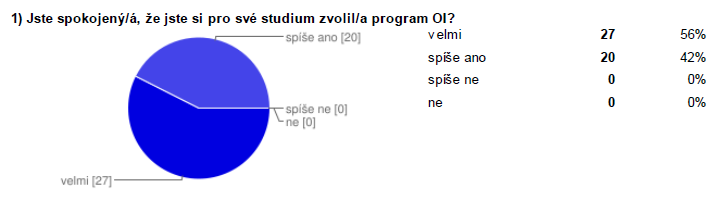 1) Jste spokojený/á, že jste si pro své studium zvolil/a program OI?
spíše ano [20]
spíše ne [0]
ne [0]
velmi [27]
velmi 27 56%
spíše ano 20 42%
spíše ne 0 0%
ne 0 0%